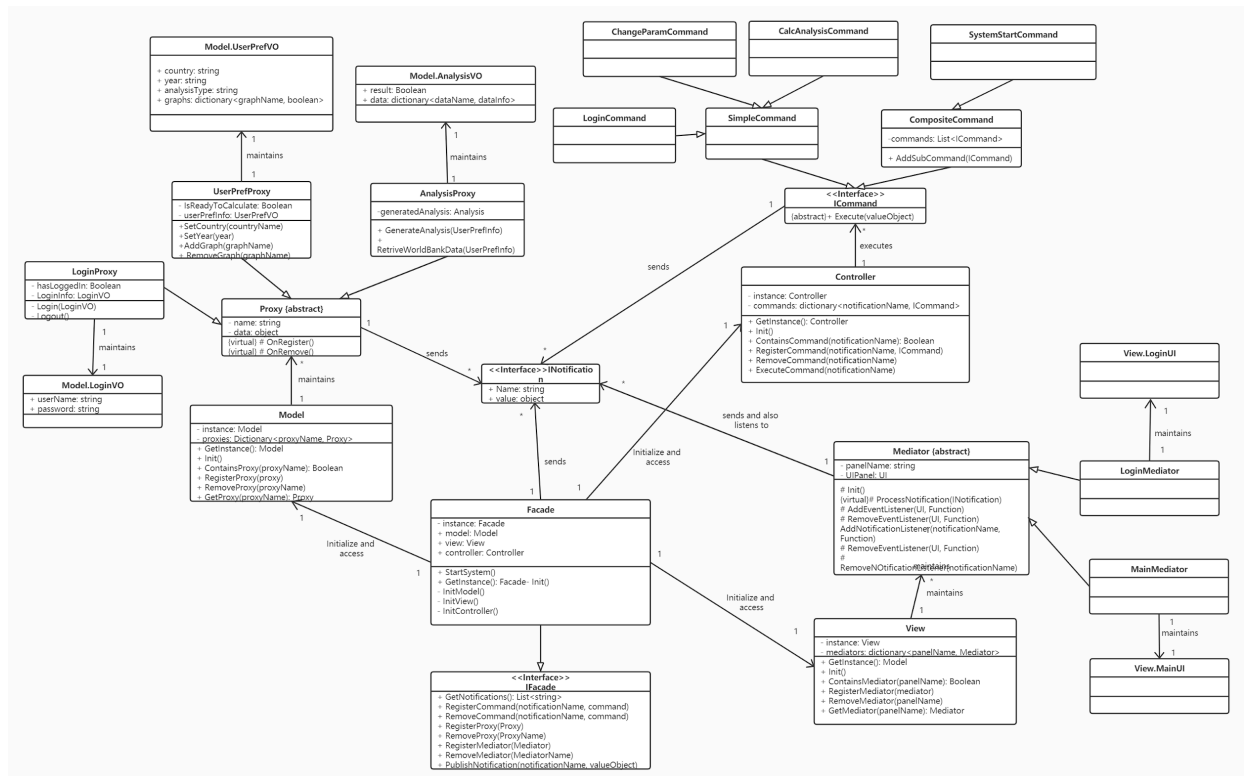 Model.UserPrefVO
+ country: string
+ year: string
+ analysisType: string
+ graphs: dictionary<graphName, boolean>
Model.AnalysisVO
+ result: Boolean
+ data: dictionary<dataName, dataInfo>
ChangeParamCommand
CalcAnalysisCommand
SystemStartCommand
LoginCommand
SimpleCommand
CompositeCommand
-commands: List<ICommand>
+ AddSubCommand(ICommand)
1
maintains
1
1
maintains
1
UserPrefProxy
- IsReadyToCalculate: Boolean
- userPrefInfo: UserPrefVO
+SetCountry(countryName)
+SetYear(year)
+AddGraph(graphName)
+ RemoveGraph(graphName)
AnalysisProxy
-generatedAnalysis: Analysis
+ GenerateAnalysis(UserPrefInfo)
+
RetriveWorldBankData(UserPrefInfo)
<<Interface>>
ICommand
(abstract)+ Execute(valueObject)
1
*
executes
1
sends
*
LoginProxy
- hasLoggedIn: Boolean
- LoginInfo: LoginVO
- Login(LoginVO)
- Logout()
1
maintains
1
Model.LoginVO
+ userName: string
+ password: string
Proxy {abstract}
- name: string
- data: object
(virtual) # OnRegister()
(virtual) # OnRemove()
1
sends
*
*
maintains
1
Controller
- instance: Controller
- commands: dictionary<notificationName, ICommand>
+ GetInstance(): Controller
+ Init()
+ ContainsCommand(notificationName): Boolean
+ RegisterCommand(notificationName, ICommand)
+ RemoveCommand(notificationName)
+ ExecuteCommand(notificationName)
1
<<Interface>>INotificatio
n
+ Name: string
+ value: object
*
sends
1
*
sends and also
listens to
1
Initialize and
access
1
View.LoginUI
1
maintains
1
LoginMediator
Model
- instance: Model
- proxies: Dictionary<proxyName, Proxy>
+ GetInstance(): Model
+ Init()
+ ContainsProxy(proxyName): Boolean
+ RegisterProxy(proxy)
+ RemoveProxy(proxyName)
+ GetProxy(proxyName): Proxy
1
Initialize and
access
1
Mediator {abstract}
- panelName: string
- UIPanel: UI
# Init()
(virtual)# ProcessNotification(INotification)
# AddEventListener(UI, Function)
# RemoveEventListener(UI, Function)
AddNotificationListener(notificationName,
Function)
# RemoveEventListener(UI, Function)
#
maintains
RemoveNOtificationListener(notificationName)
*
maintains
1
Facade
- instance: Facade
+ model: Model
+ view: View
+ controller: Controller
+ StartSystem()
+ GetInstance(): Facade- Init()
- InitModel()
- InitView()
- InitController()
1
Initialize and
access
1
MainMediator
1
maintains
1
View.MainUI
View
- instance: View
- mediators: dictionary<panelName, Mediator>
+ GetInstance(): Model
+ Init()
+ ContainsMediator(panelName): Boolean
+ RegisterMediator(mediator)
+ RemoveMediator(panelName)
+ GetMediator(panelName): Mediator
<<Interface>>
IFacade
+ GetNotifications(): List<string>
+ RegisterCommand(notificationName, command)
+ RemoveCommand(notificationName, command)
+ RegisterProxy(Proxy)
+ RemoveProxy(ProxyName)
+ RegisterMediator(Mediator)
+ RemoveMediator(MediatorName)
+ PublishNotification(notificationName, valueObject)